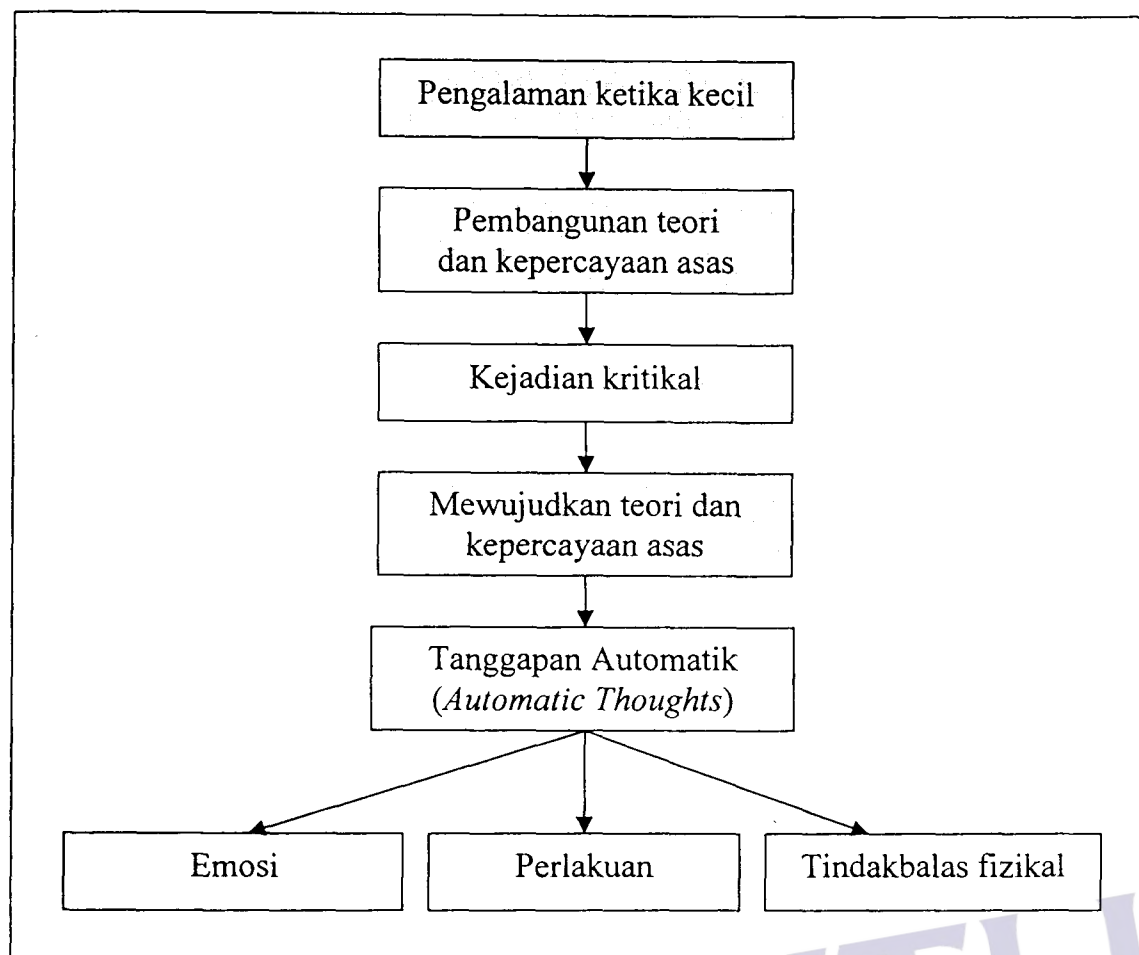 Pengalaman ketika kecil
Pembangunan teori
dan kepercayaan asas
Kejadian kritikal
Mewujudkan teori dan
kepercayaan asas
Tanggapan Automatik
(Automatic Thoughts)
Emosi
Perlakuan
Tindakbalas fizikal